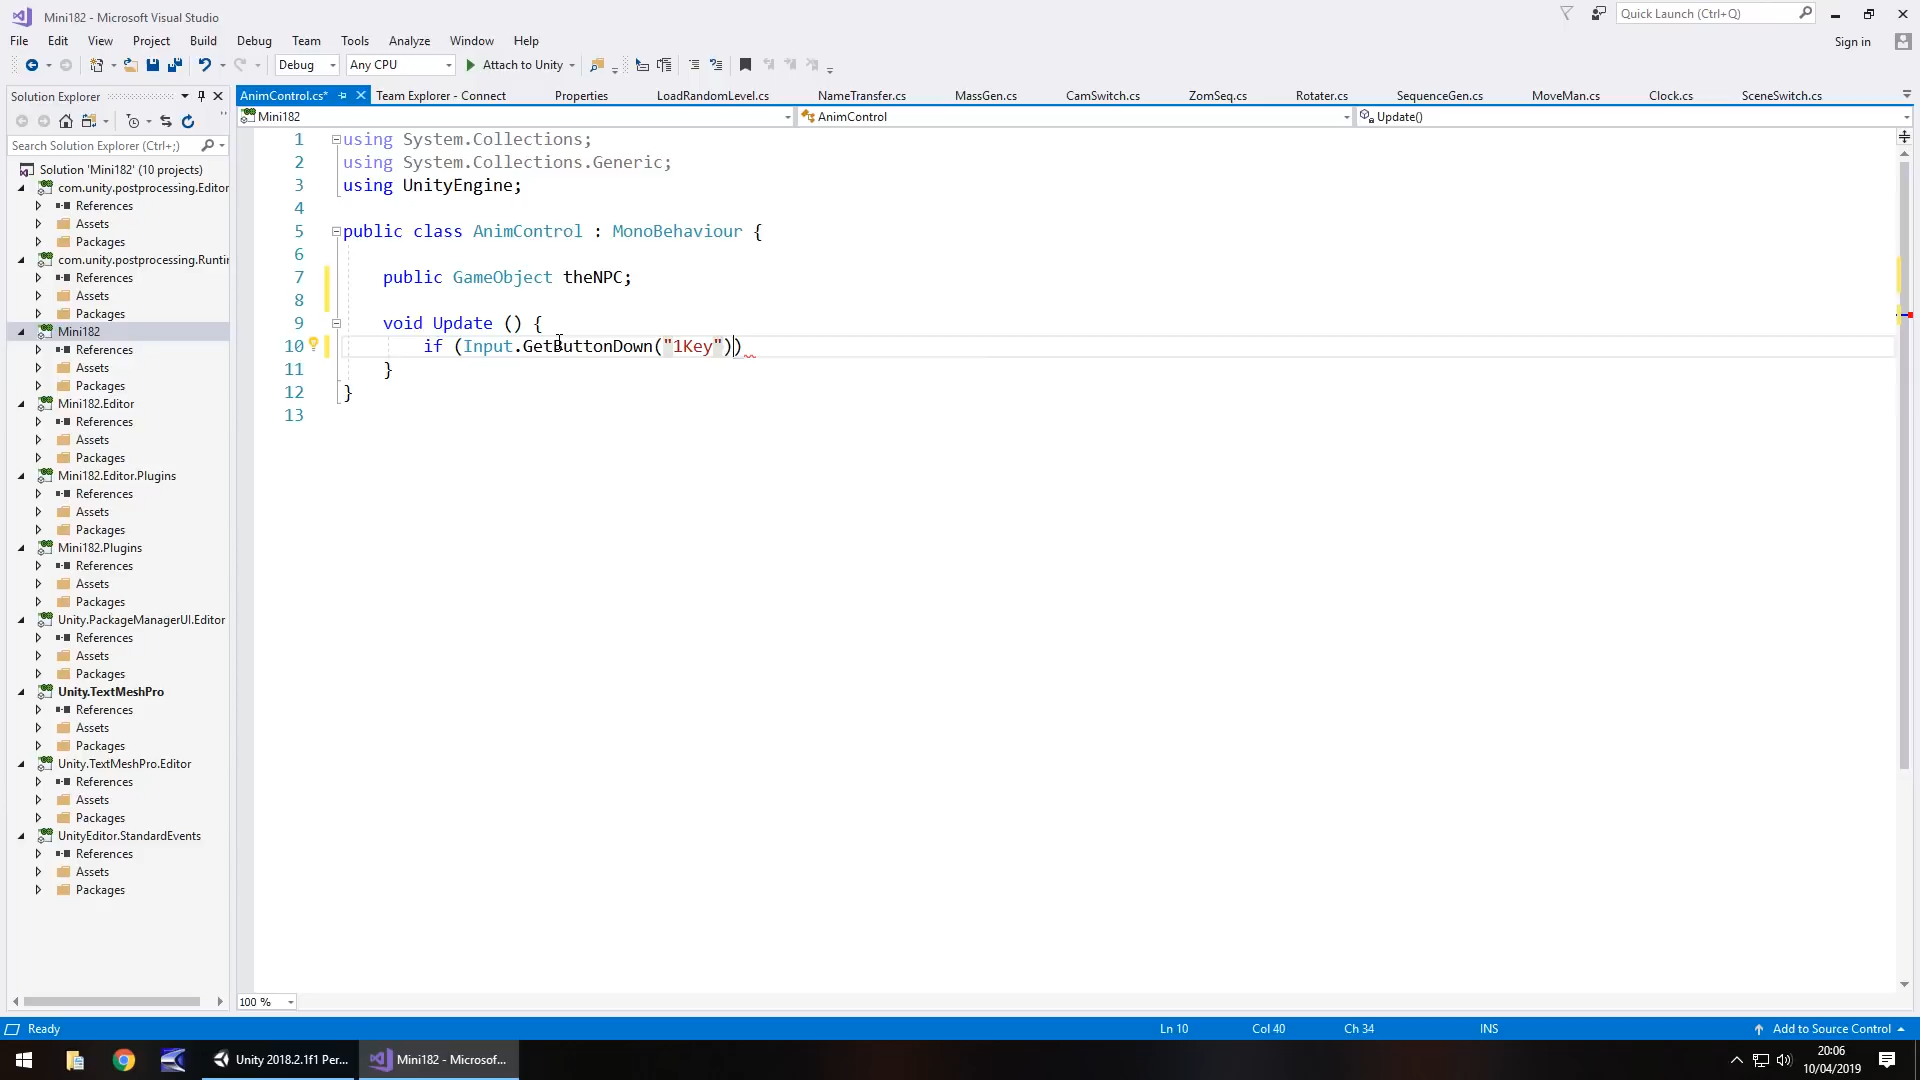 Mini182 - Microsoft Visual Studio
Quick Launch (Ctrl+Q)
File Edit View Project Build Debug Team Tools Analyze Window Help
Sign in
Debug Any CPU Attach to Unity
Solution Explorer
AnimControl.cs* Team Explorer - Connect Properties LoadRandomLevel.cs NameTransfer.cs MassGen.cs CamSwitch.cs ZomSeq.cs Rotater.cs SequenceGen.cs MoveMan.cs Clock.cs SceneSwitch.cs
Mini182 AnimControl Update()
Search Solution Explorer (Ctrl+;)
Solution 'Mini182' (10 projects)
com.unity.postprocessing.Editor
References
Assets
Packages
com.unity.postprocessing.Runtir
References
Assets
Packages
Mini182
References
Assets
Packages
Mini182.Editor
References
Assets
Packages
Mini182.Editor.Plugins
References
Assets
Packages
Mini182.Plugins
References
Assets
Packages
Unity.PackageManagerUI.Editor
References
Assets
Packages
Unity.TextMeshPro
References
Assets
Packages
Unity.TextMeshPro.Editor
References
Assets
Packages
UnityEditor.StandardEvents
References
Assets
Packages
1 using System.Collections;
2 using System.Collections.Generic;
3 using UnityEngine;
4
5 public class AnimControl : MonoBehaviour {
6
7 public GameObject theNPC;
8
9 void Update () {
10 if (Input.GetButtonDown("1Key"))
11 }
12 }
13
100 %
Ready Ln 10 Col 40 Ch 34 INS Add to Source Control
Unity 2018.2.1f1 Per... Mini182 - Microsof...
20:06
10/04/2019